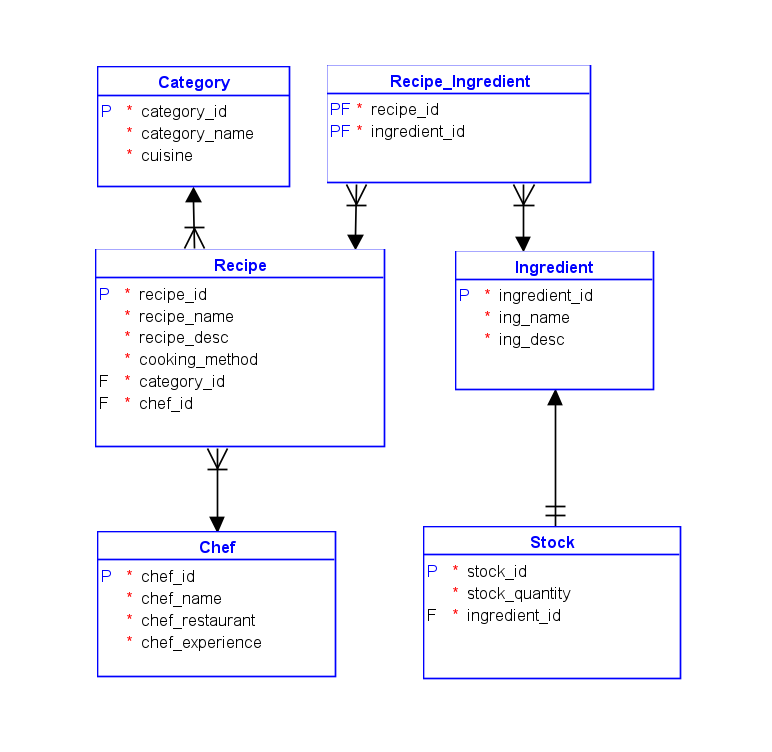 Category
P * category_id
* category_name
* cuisine
Recipe_Ingredient
PF * recipe_id
PF * ingredient_id
Recipe
P * recipe_id
* recipe_name
* recipe_desc
* cooking_method
F * category_id
F * chef_id
Ingredient
P * ingredient_id
* ing_name
* ing_desc
Chef
P * chef_id
* chef_name
* chef_restaurant
* chef_experience
Stock
P * stock_id
* stock_quantity
F * ingredient_id